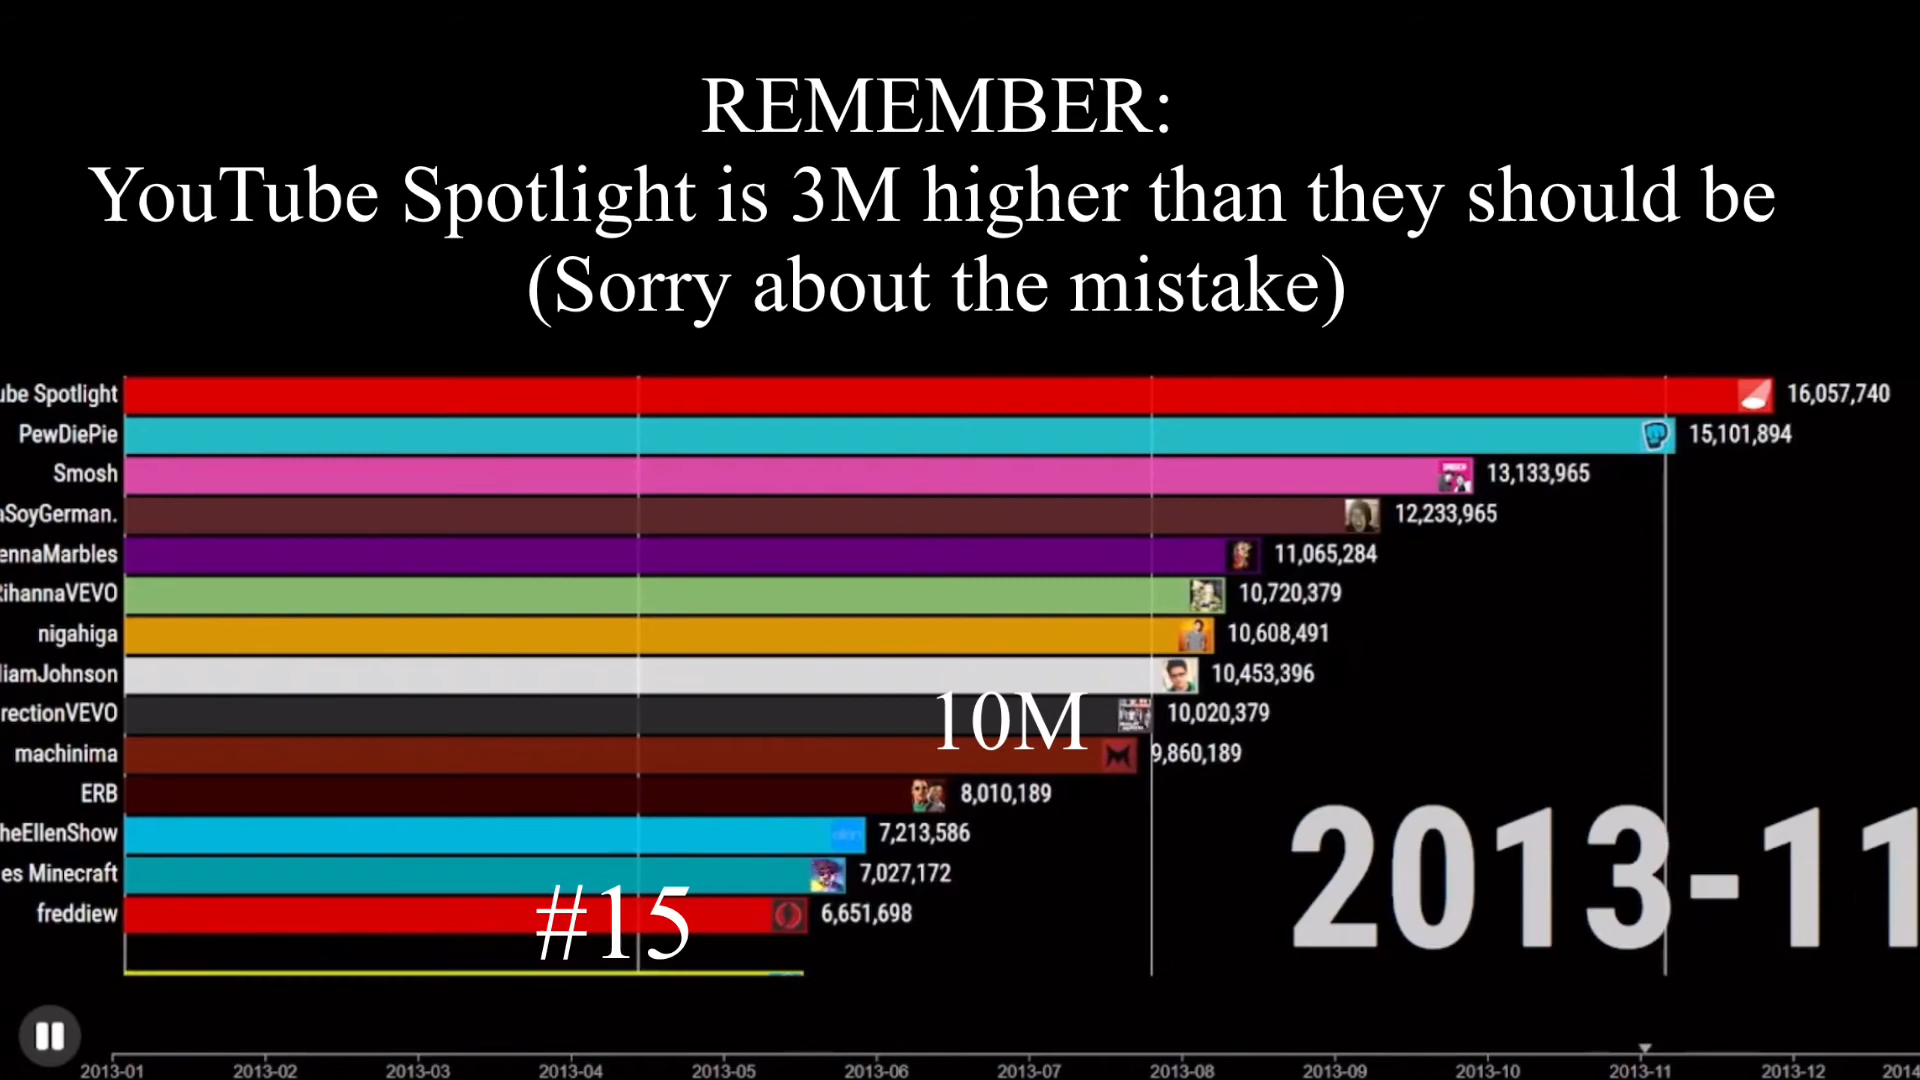 REMEMBER:
YouTube Spotlight is 3M higher than they should be
(Sorry about the mistake)
ube Spotlight 16,057,740
PewDiePie 15,101,894
Smosh 13,133,965
aSoyGerman. 12,233,965
ennaMarbles 11,065,284
RihannaVEVO 10,720,379
nigahiga 10,608,491
liamJohnson 10,453,396
rectionVEVO 10,020,379
10M
machinima 9,860,189
ERB 8,010,189
heEllenShow 7,213,586
es Minecraft 7,027,172
freddiew 6,651,698
#15
2013-11
2013-01 2013-02 2013-03 2013-04 2013-05 2013-06 2013-07 2013-08 2013-09 2013-10 2013-11 2013-12 2014